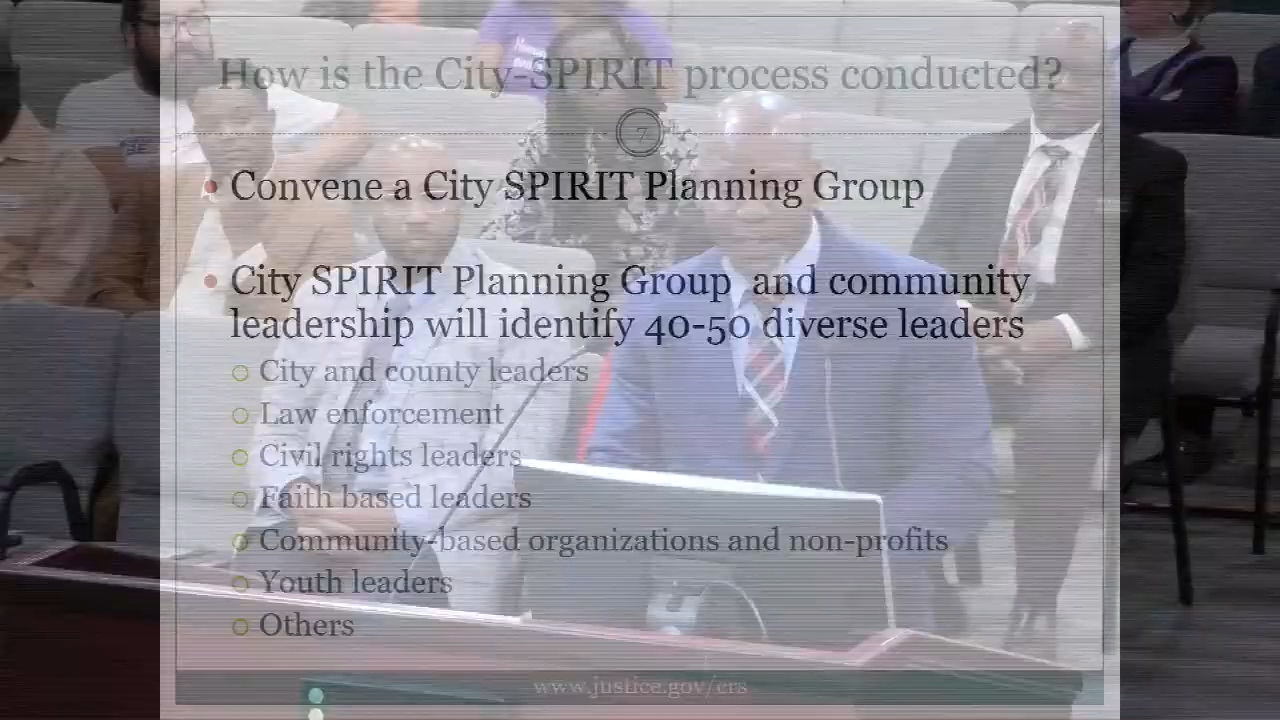 How is the City-SPIRIT process conducted?
7
• Convene a City SPIRIT Planning Group
• City SPIRIT Planning Group and community
leadership will identify 40-50 diverse leaders
○ City and county leaders
○ Law enforcement
○ Civil rights leaders
○ Faith based leaders
○ Community-based organizations and non-profits
○ Youth leaders
○ Others
www.justice.gov/crs